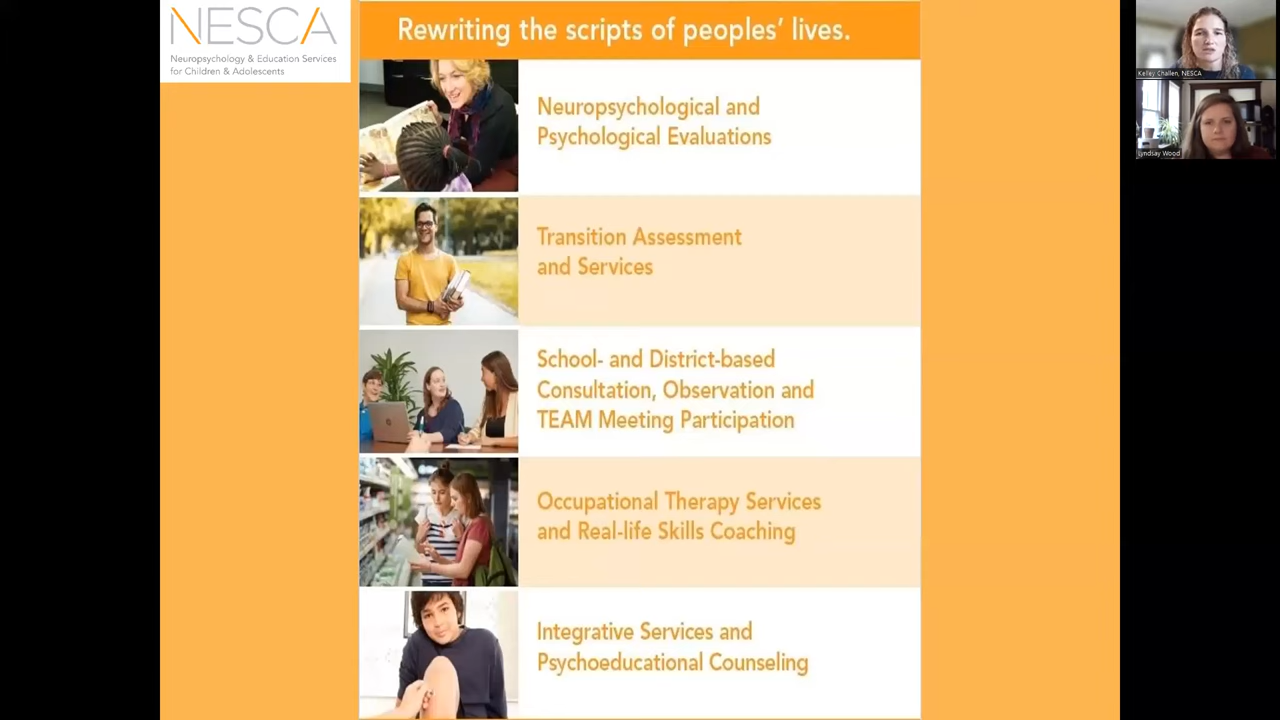 NESCA
Neuropsychology & Education Services
for Children & Adolescents
Rewriting the scripts of peoples’ lives.
Neuropsychological and
Psychological Evaluations
Transition Assessment
and Services
School- and District-based
Consultation, Observation and
TEAM Meeting Participation
Occupational Therapy Services
and Real-life Skills Coaching
Integrative Services and
Psychoeducational Counseling
Kelley Challen, NESCA
Lyndsay Wood